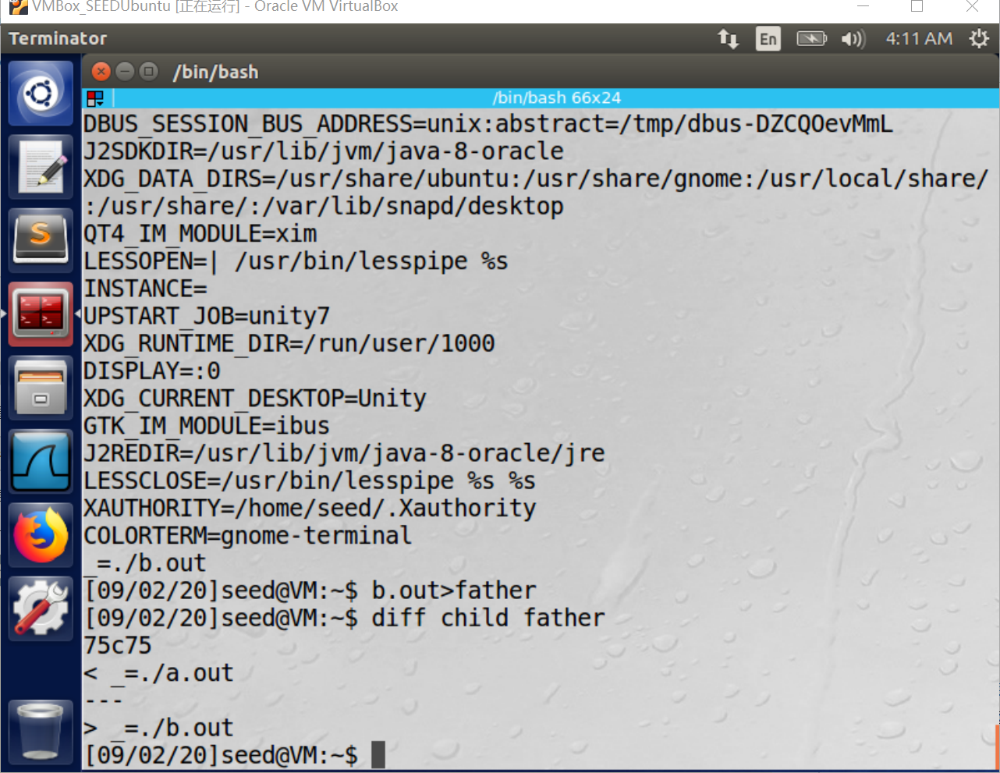 VMBox_SEEDUbuntu [正在运行] - Oracle VM VirtualBox
Terminator
En
4:11 AM
/bin/bash
/bin/bash 66x24
DBUS_SESSION_BUS_ADDRESS=unix:abstract=/tmp/dbus-DZCQOevMmL
J2SDKDIR=/usr/lib/jvm/java-8-oracle
XDG_DATA_DIRS=/usr/share/ubuntu:/usr/share/gnome:/usr/local/share/
:/usr/share/:/var/lib/snapd/desktop
QT4_IM_MODULE=xim
LESSOPEN=| /usr/bin/lesspipe %s
INSTANCE=
UPSTART_JOB=unity7
XDG_RUNTIME_DIR=/run/user/1000
DISPLAY=:0
XDG_CURRENT_DESKTOP=Unity
GTK_IM_MODULE=ibus
J2REDIR=/usr/lib/jvm/java-8-oracle/jre
LESSCLOSE=/usr/bin/lesspipe %s %s
XAUTHORITY=/home/seed/.Xauthority
COLORTERM=gnome-terminal
_=./b.out
[09/02/20]seed@VM:~$ b.out>father
[09/02/20]seed@VM:~$ diff child father
75c75
< _=./a.out
---
> _=./b.out
[09/02/20]seed@VM:~$